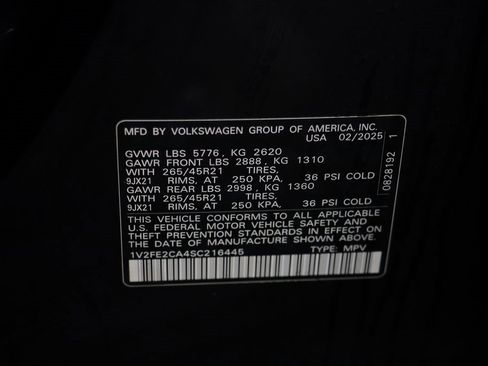 MFD BY VOLKSWAGEN GROUP OF AMERICA, INC.
USA 02/2025
GVWR LBS 5776, KG 2620
GAWR FRONT LBS 2888, KG 1310
WITH 265/45R21 TIRES,
9JX21 RIMS, AT 250 KPA, 36 PSI COLD
GAWR REAR LBS 2998, KG 1360
WITH 265/45R21 TIRES,
9JX21 RIMS, AT 250 KPA, 36 PSI COLD
THIS VEHICLE CONFORMS TO ALL APPLICABLE
U.S. FEDERAL MOTOR VEHICLE SAFETY AND
THEFT PREVENTION STANDARDS IN EFFECT ON
DATE OF MANUFACTURE SHOWN ABOVE.
1V2FE2CA4SC216445 TYPE: MPV
0828192 1